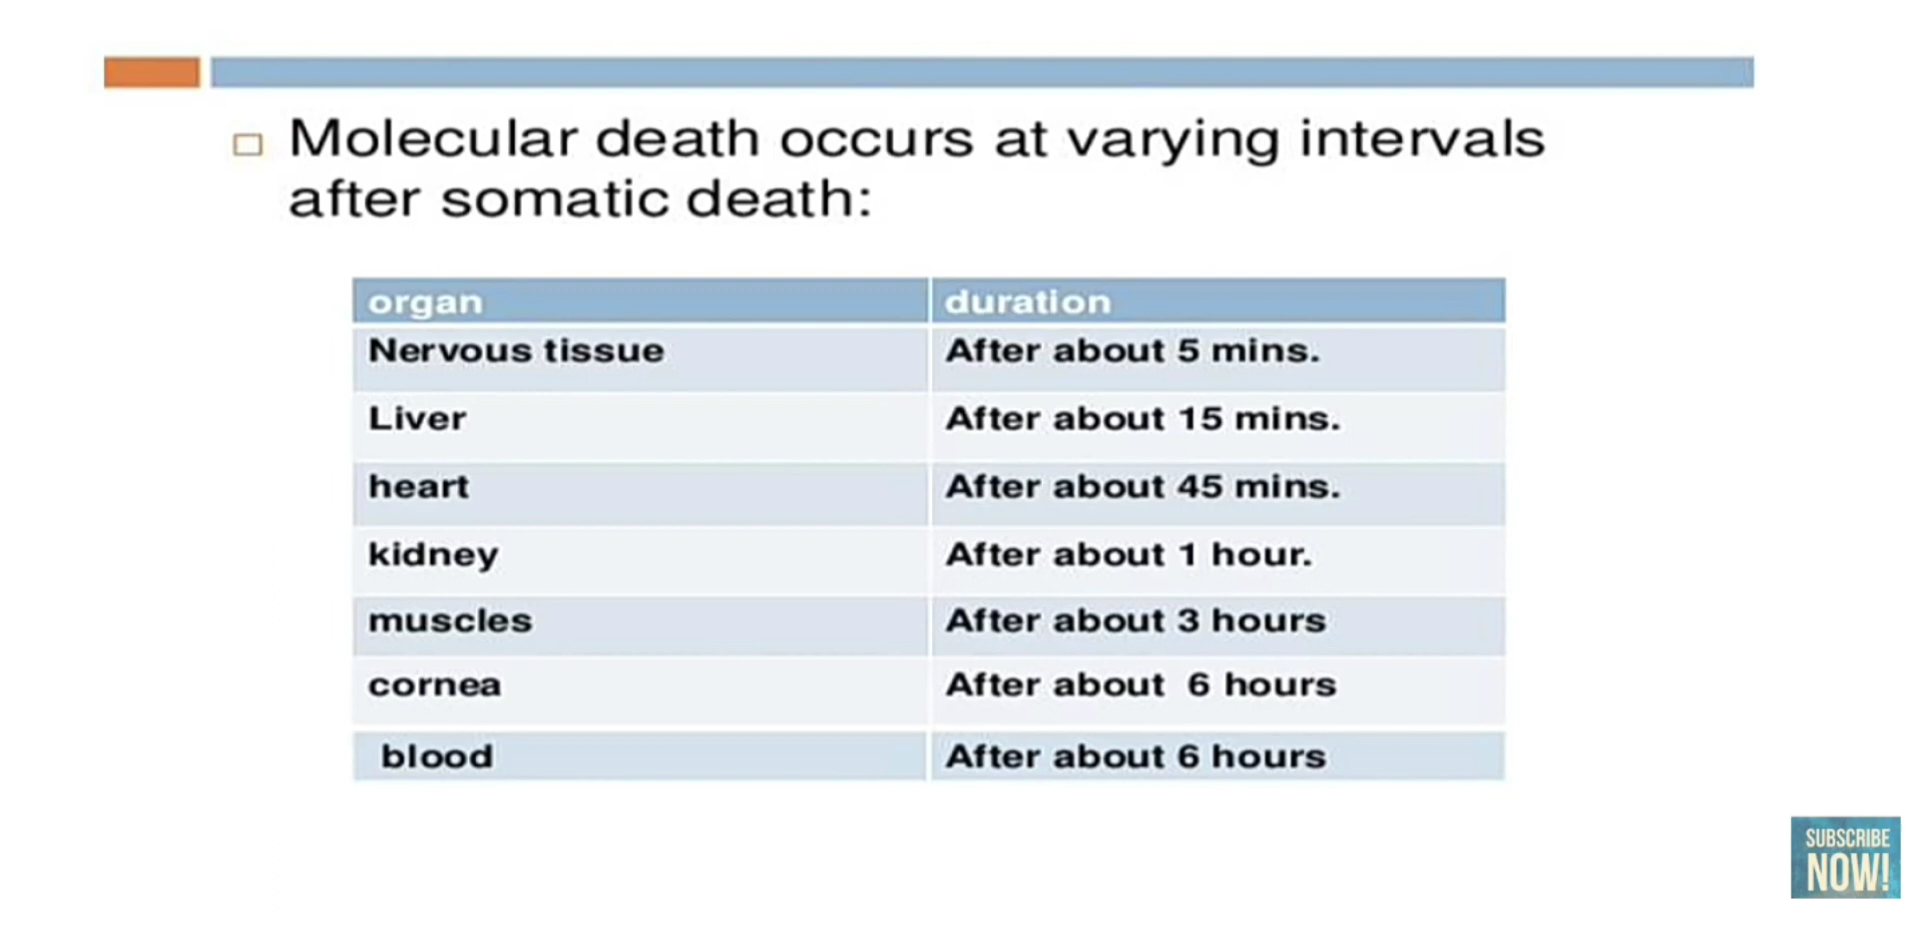 Molecular death occurs at varying intervals
after somatic death:
organ duration
Nervous tissue After about 5 mins.
Liver After about 15 mins.
heart After about 45 mins.
kidney After about 1 hour.
muscles After about 3 hours
cornea After about 6 hours
blood After about 6 hours
SUBSCRIBE
NOW!